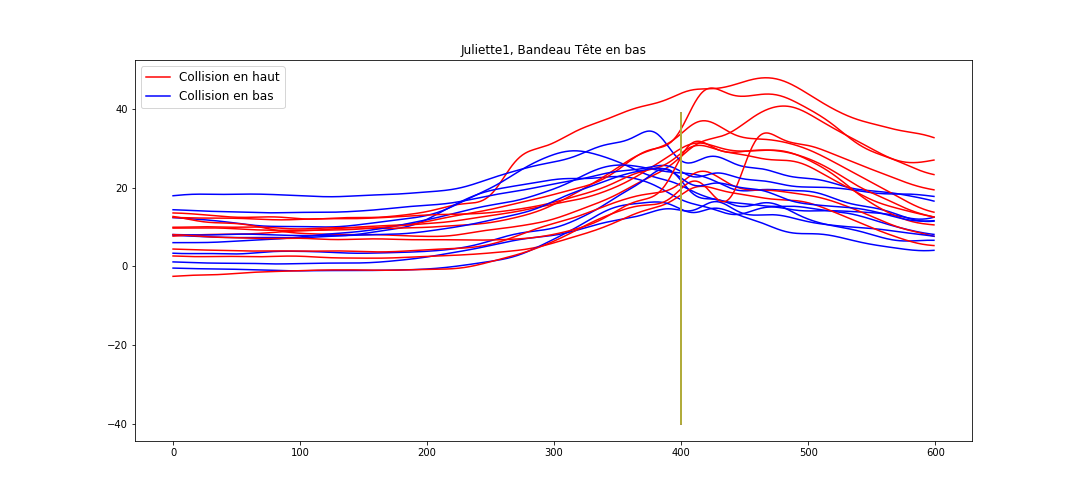 Juliette1, Bandeau Tête en bas
Collision en haut
Collision en bas
40
20
0
−20
−40
0 100 200 300 400 500 600